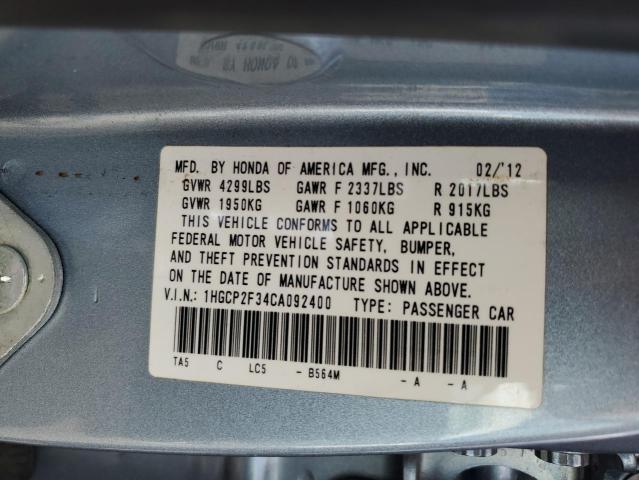 MFD. BY HONDA OF AMERICA MFG., INC. 02/'12
GVWR 4299LBS GAWR F 2337LBS R 2017LBS
GVWR 1950KG GAWR F 1060KG R 915KG
THIS VEHICLE CONFORMS TO ALL APPLICABLE
FEDERAL MOTOR VEHICLE SAFETY, BUMPER,
AND THEFT PREVENTION STANDARDS IN EFFECT
ON THE DATE OF MANUFACTURE SHOWN ABOVE.
V.I.N.: 1HGCP2F34CA092400 TYPE: PASSENGER CAR
TA5 C LC5 - B564M - A - A